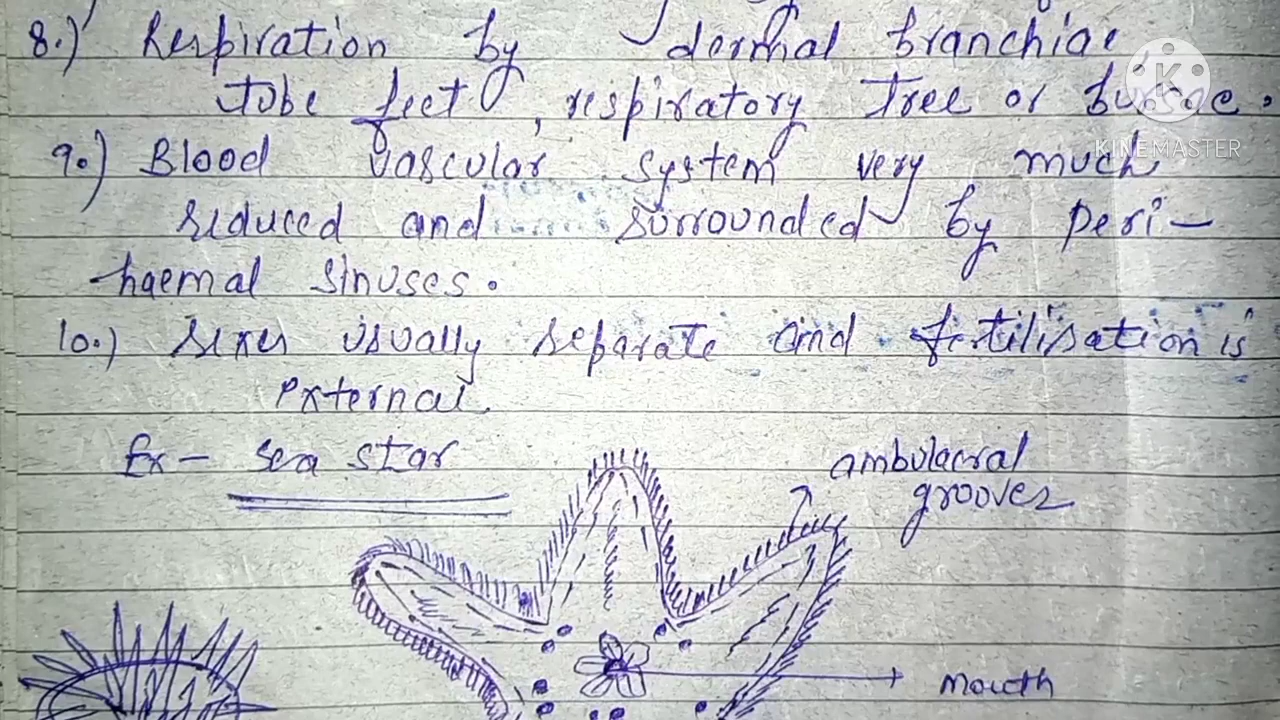 8.) Respiration by dermal branchiae,
tube feet, respiratory tree or bursae.
9.) Blood vascular system very much
reduced and surrounded by peri-
haemal sinuses.
10.) Sexes usually separate and fertilisation is
external.
Ex- Sea star
ambulacral
grooves
mouth
K
KINEMASTER